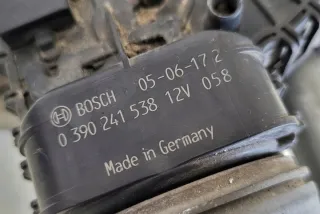 BOSCH 05-06-17 2
0 390 241 538 12V 058
Made in Germany